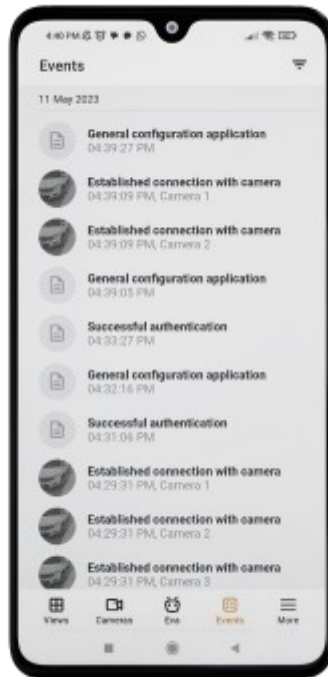 4:40 PM
Events
11 May 2023
General configuration application
04:39:27 PM
Established connection with camera
04:39:09 PM, Camera 1
Established connection with camera
04:39:09 PM, Camera 2
General configuration application
04:39:05 PM
Successful authentication
04:33:27 PM
General configuration application
04:32:16 PM
Successful authentication
04:31:06 PM
Established connection with camera
04:29:31 PM, Camera 1
Established connection with camera
04:29:31 PM, Camera 2
Established connection with camera
04:29:31 PM, Camera 3
Views Cameras Eva Events More